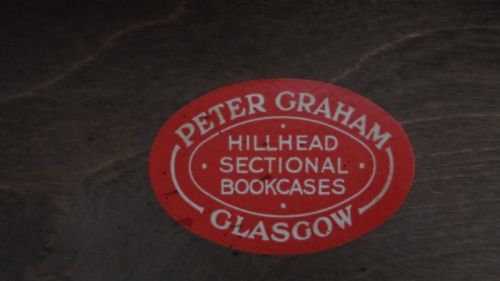 PETER GRAHAM
HILLHEAD
SECTIONAL
BOOKCASES
GLASGOW